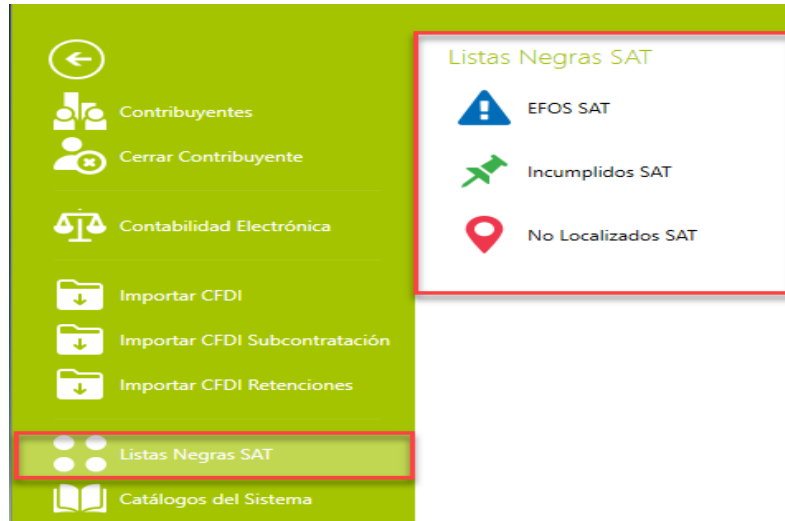 Contribuyentes
Cerrar Contribuyente
Contabilidad Electrónica
Importar CFDI
Importar CFDI Subcontratación
Importar CFDI Retenciones
Listas Negras SAT
Catálogos del Sistema
Listas Negras SAT
EFOS SAT
Incumplidos SAT
No Localizados SAT